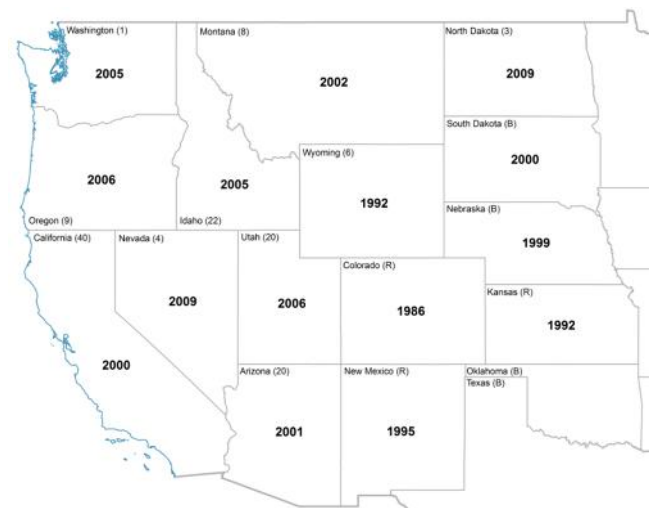 Washington (1)
2005
Montana (8)
2002
North Dakota (3)
2009
South Dakota (B)
2000
Wyoming (6)
1992
2006
Oregon (9)
2005
Idaho (22)
Nebraska (B)
1999
California (40)
2000
Nevada (4)
2009
Utah (20)
2006
Colorado (R)
1986
Kansas (R)
1992
Arizona (20)
2001
New Mexico (R)
1995
Oklahoma (B)
Texas (B)